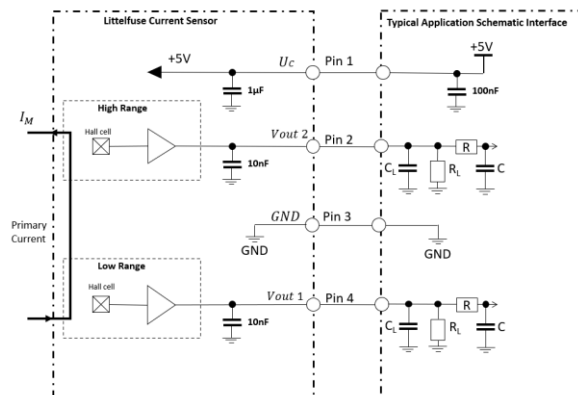 Littelfuse Current Sensor
Typical Application Schematic Interface
+5V
Uc Pin 1
+5V
1µF
100nF
High Range
I_M
Hall cell
Vout 2 Pin 2
10nF
C_L
R_L
R
C
Primary
Current
GND Pin 3
GND
GND
Low Range
Hall cell
Vout 1 Pin 4
10nF
C_L
R_L
R
C